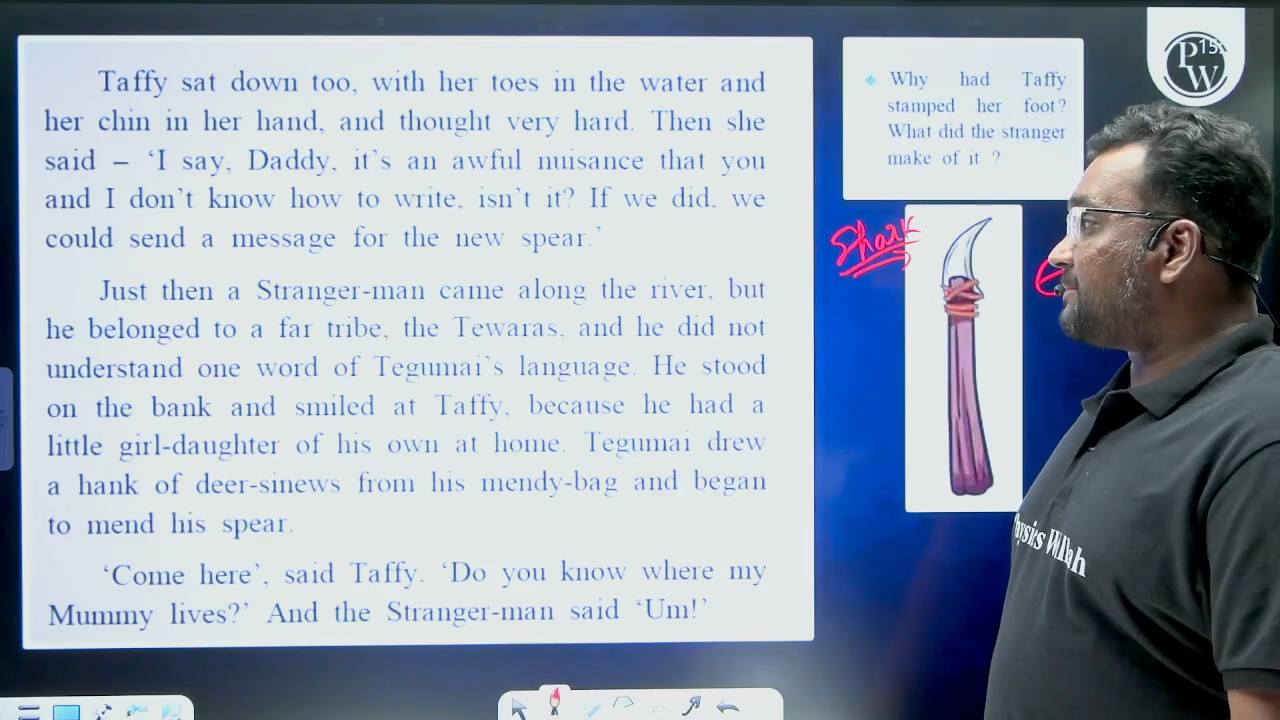 Taffy sat down too, with her toes in the water and
her chin in her hand, and thought very hard. Then she
said – ‘I say, Daddy, it’s an awful nuisance that you
and I don’t know how to write, isn’t it? If we did, we
could send a message for the new spear.’
Just then a Stranger-man came along the river, but
he belonged to a far tribe, the Tewaras, and he did not
understand one word of Tegumai’s language. He stood
on the bank and smiled at Taffy, because he had a
little girl-daughter of his own at home. Tegumai drew
a hank of deer-sinews from his mendy-bag and began
to mend his spear.
‘Come here’, said Taffy. ‘Do you know where my
Mummy lives?’ And the Stranger-man said ‘Um!’
Why had Taffy
stamped her foot?
What did the stranger
make of it ?
Shark
PW
Physics Wallah